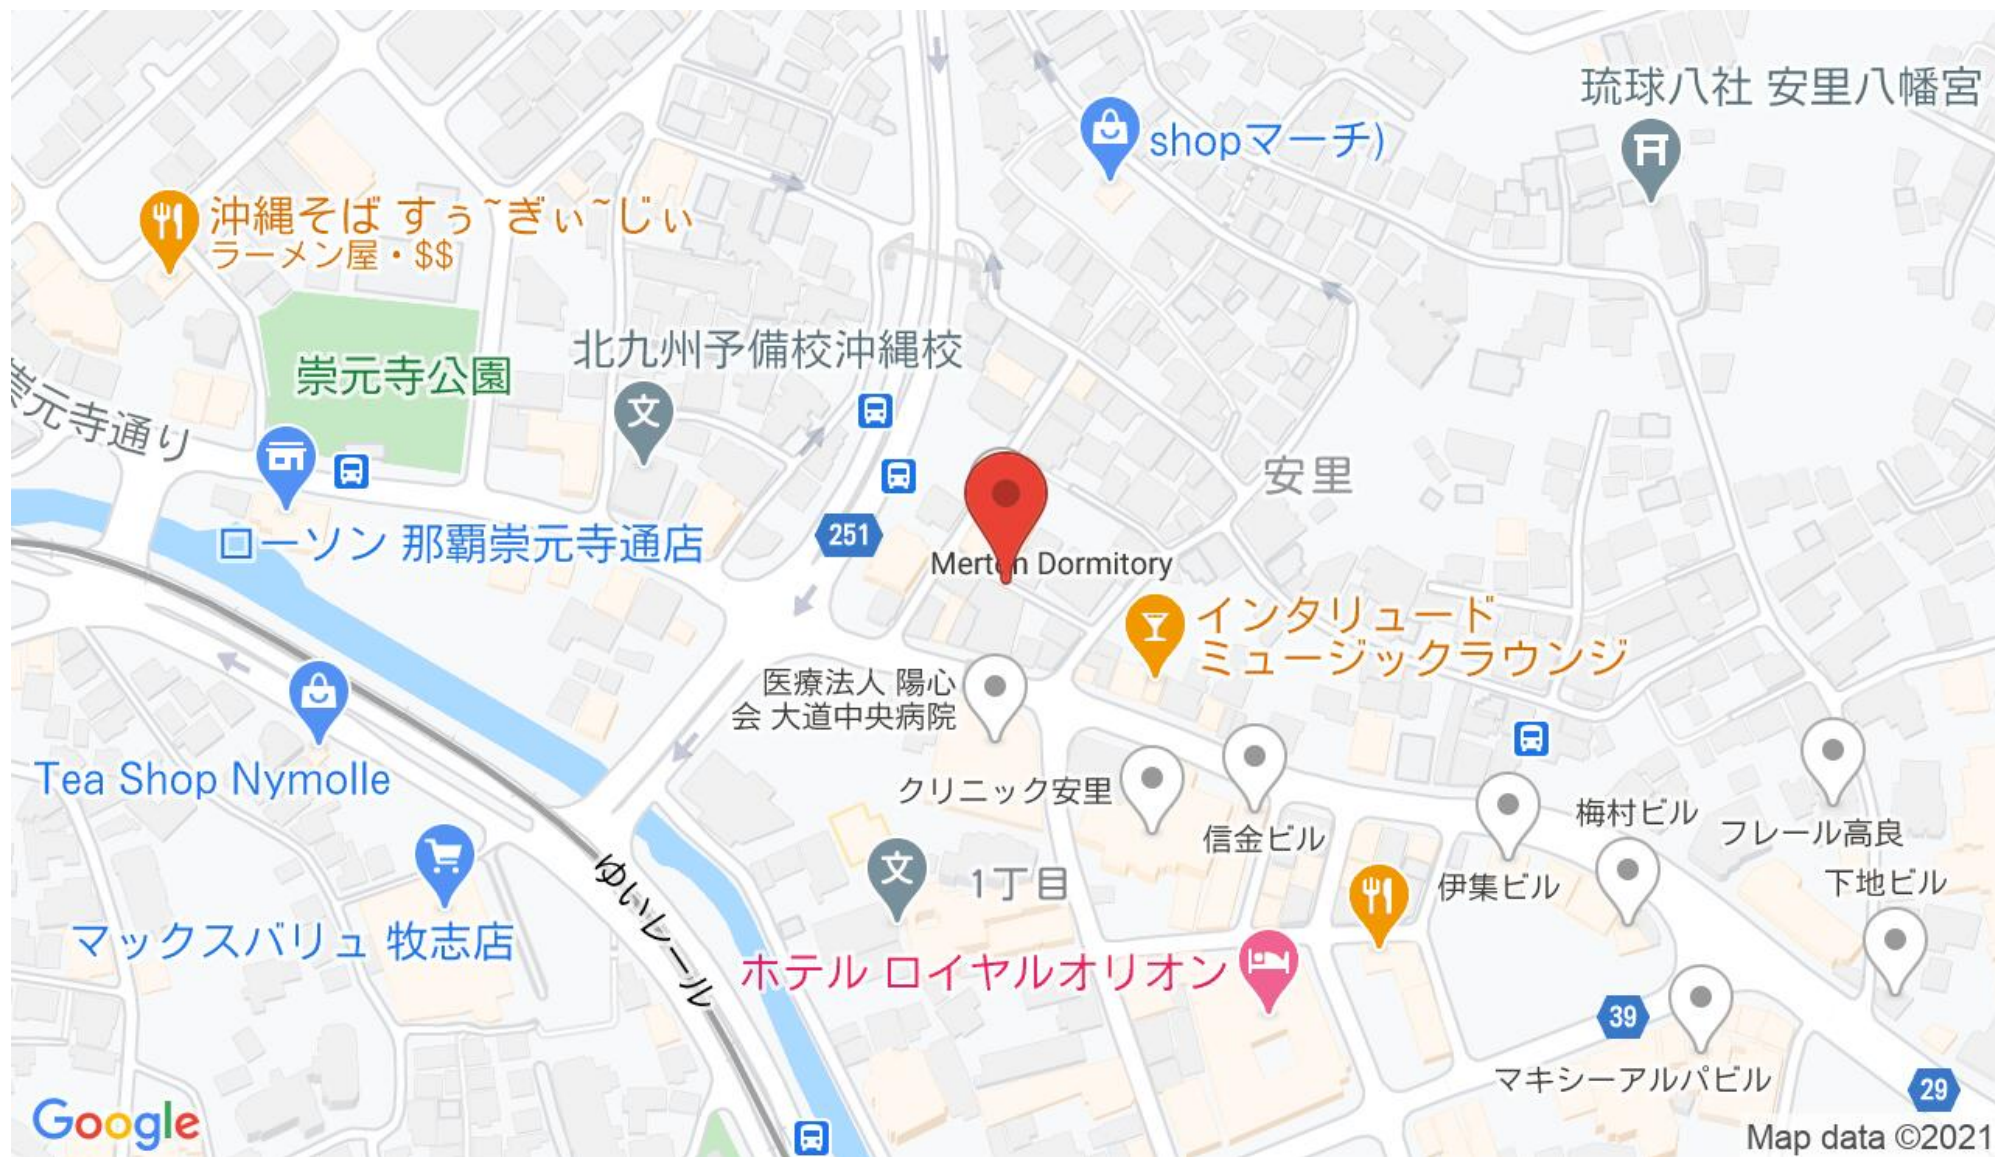 琉球八社 安里八幡宮
shopマーチ)
沖縄そば すぅ~ぎぃ~じぃ
ラーメン屋・$$
北九州予備校沖縄校
崇元寺公園
崇元寺通り
安里
251
ローソン 那覇崇元寺通店
Merten Dormitory
インタリュード
ミュージックラウンジ
医療法人 陽心
会 大道中央病院
Tea Shop Nymolle
クリニック安里
信金ビル
梅村ビル
フレール高良
伊集ビル
下地ビル
1丁目
ゆいレール
マックスバリュ 牧志店
ホテル ロイヤルオリオン
39
マキシーアルパビル
29
Google
Map data ©2021